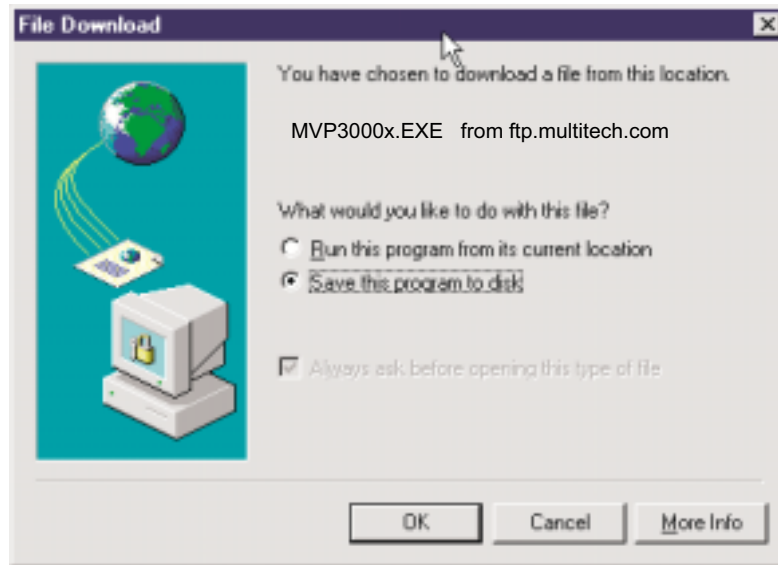 File Download
You have chosen to download a file from this location.
MVP3000x.EXE from ftp.multitech.com
What would you like to do with this file?
Run this program from its current location
Save this program to disk
Always ask before opening this type of file
OK
Cancel
More Info